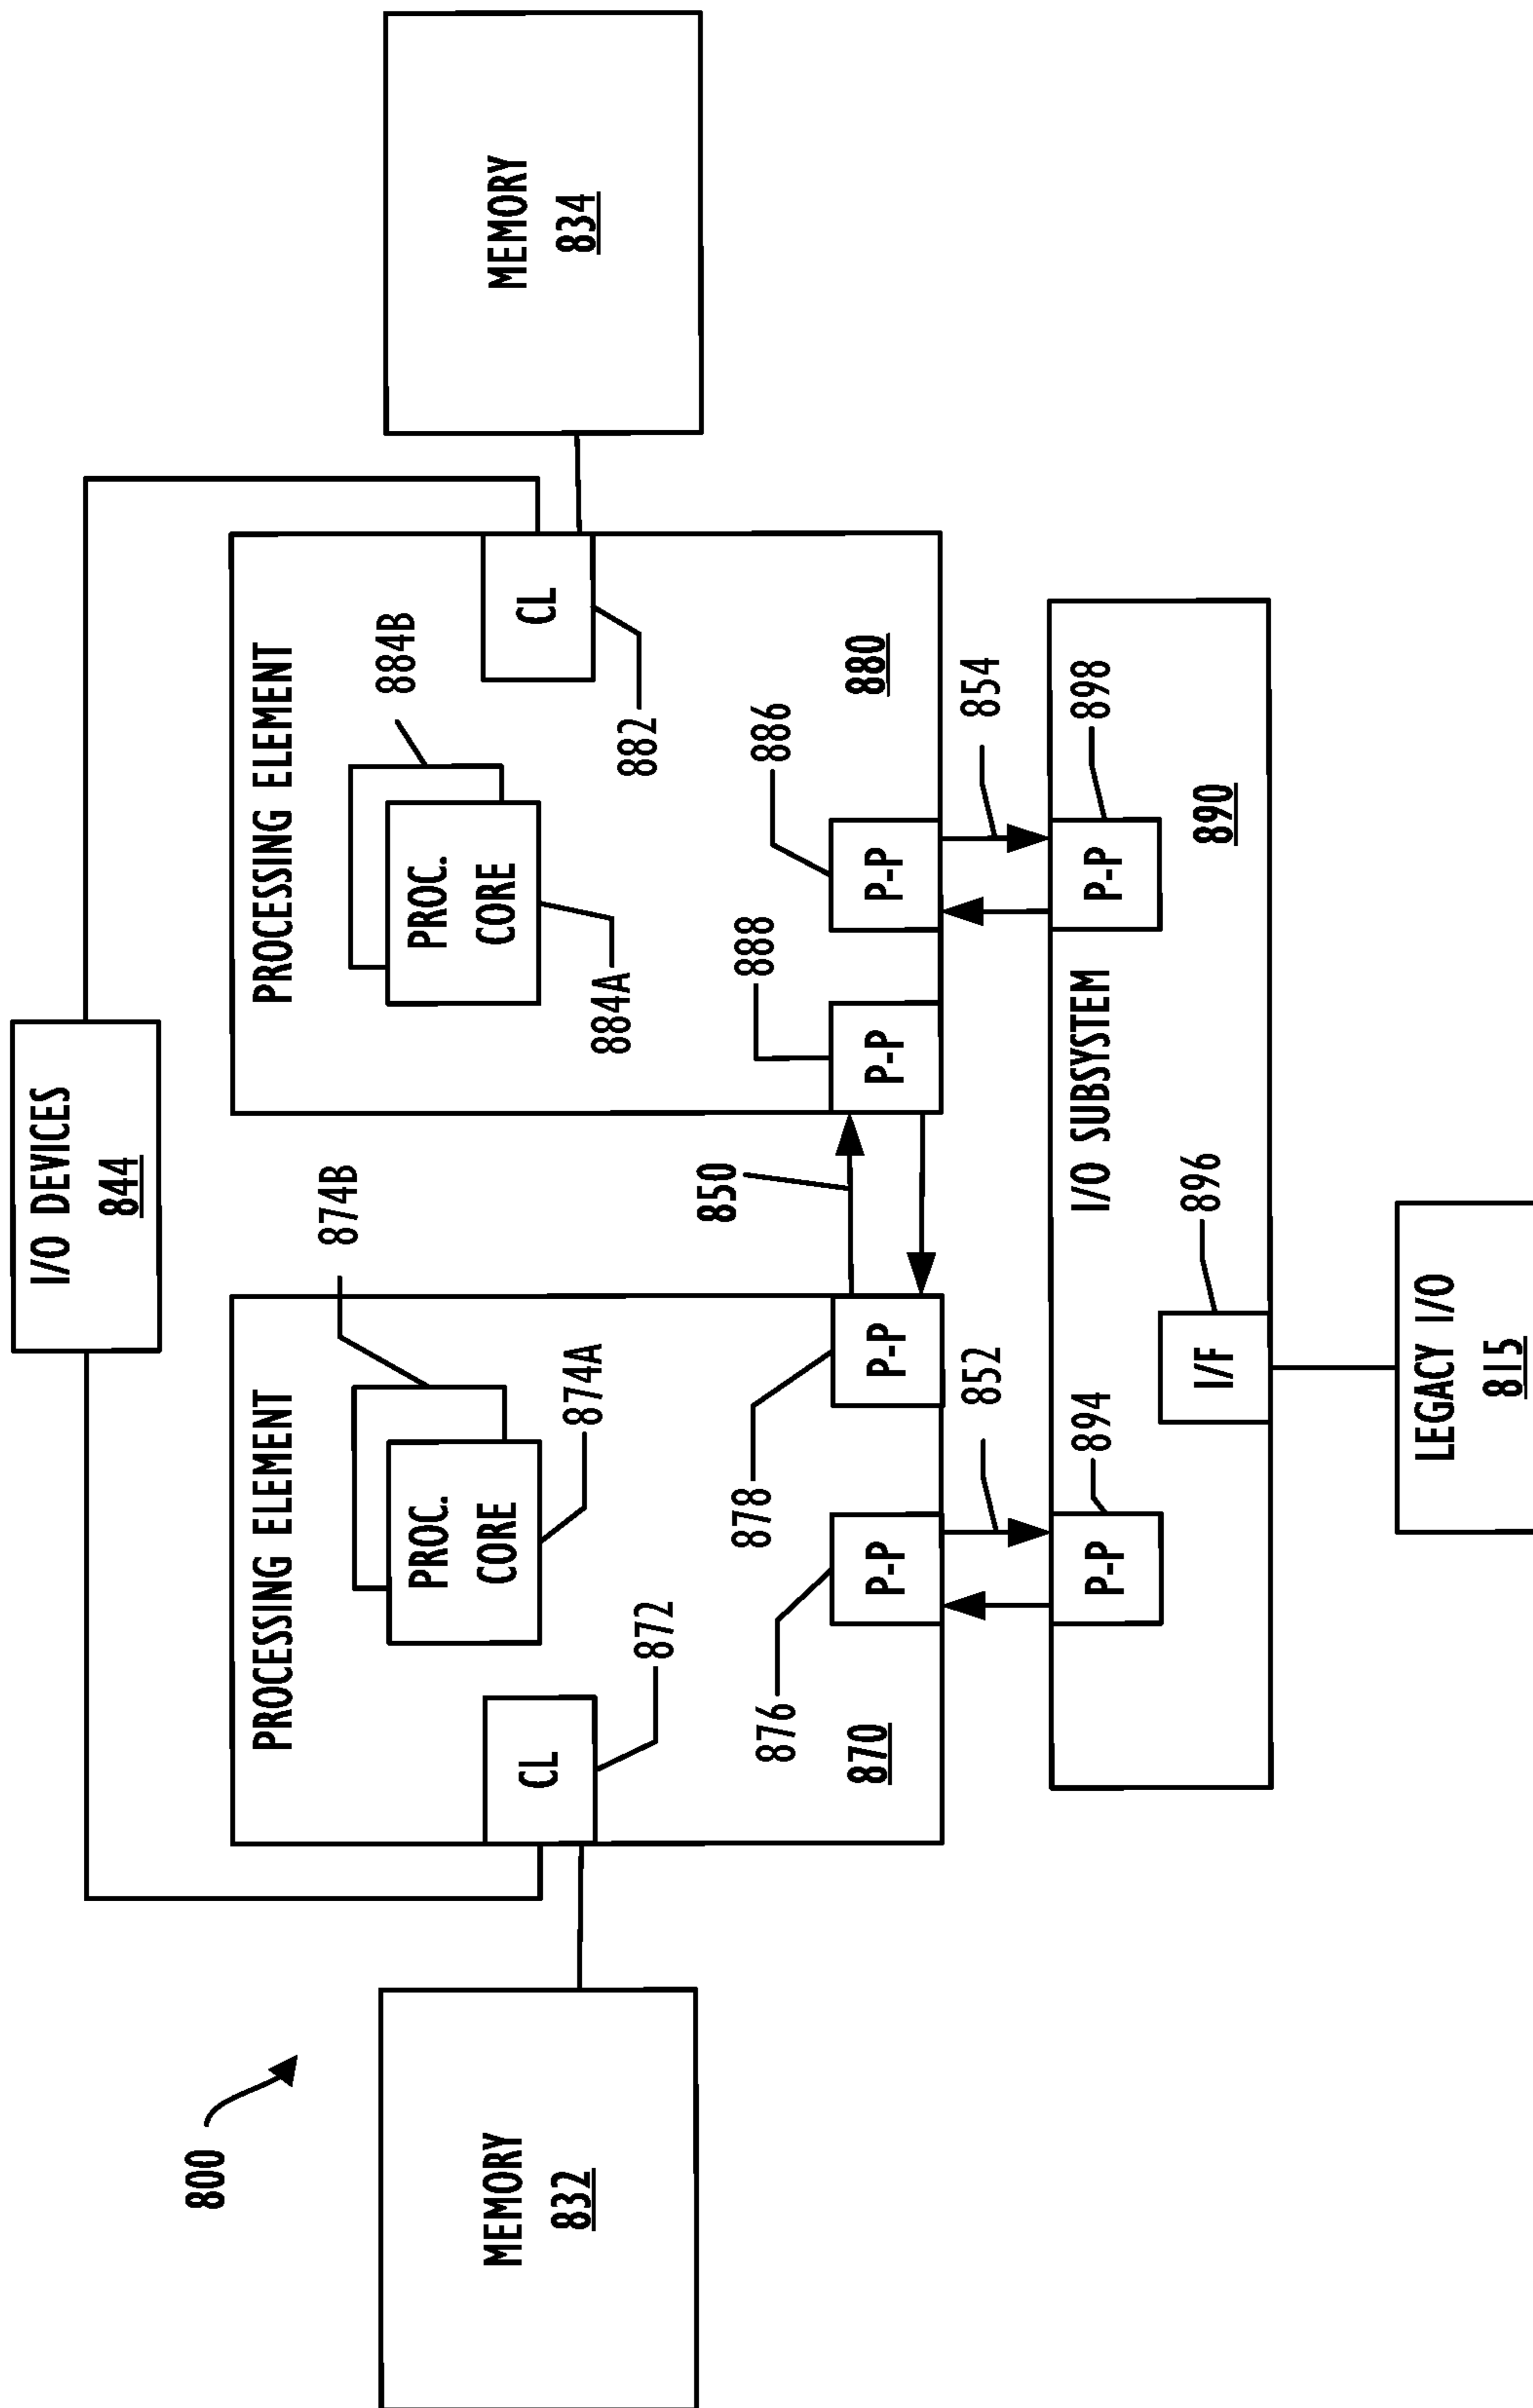 800
I/O DEVICES
844
PROCESSING ELEMENT
874B
PROC.
CORE
874A
CL
872
878
P-P
876
P-P
870
850
PROCESSING ELEMENT
884B
PROC.
CORE
884A
CL
882
888
P-P
886
P-P
880
MEMORY
832
MEMORY
834
852
854
894
P-P
I/O SUBSYSTEM
898
P-P
890
896
I/F
LEGACY I/O
815